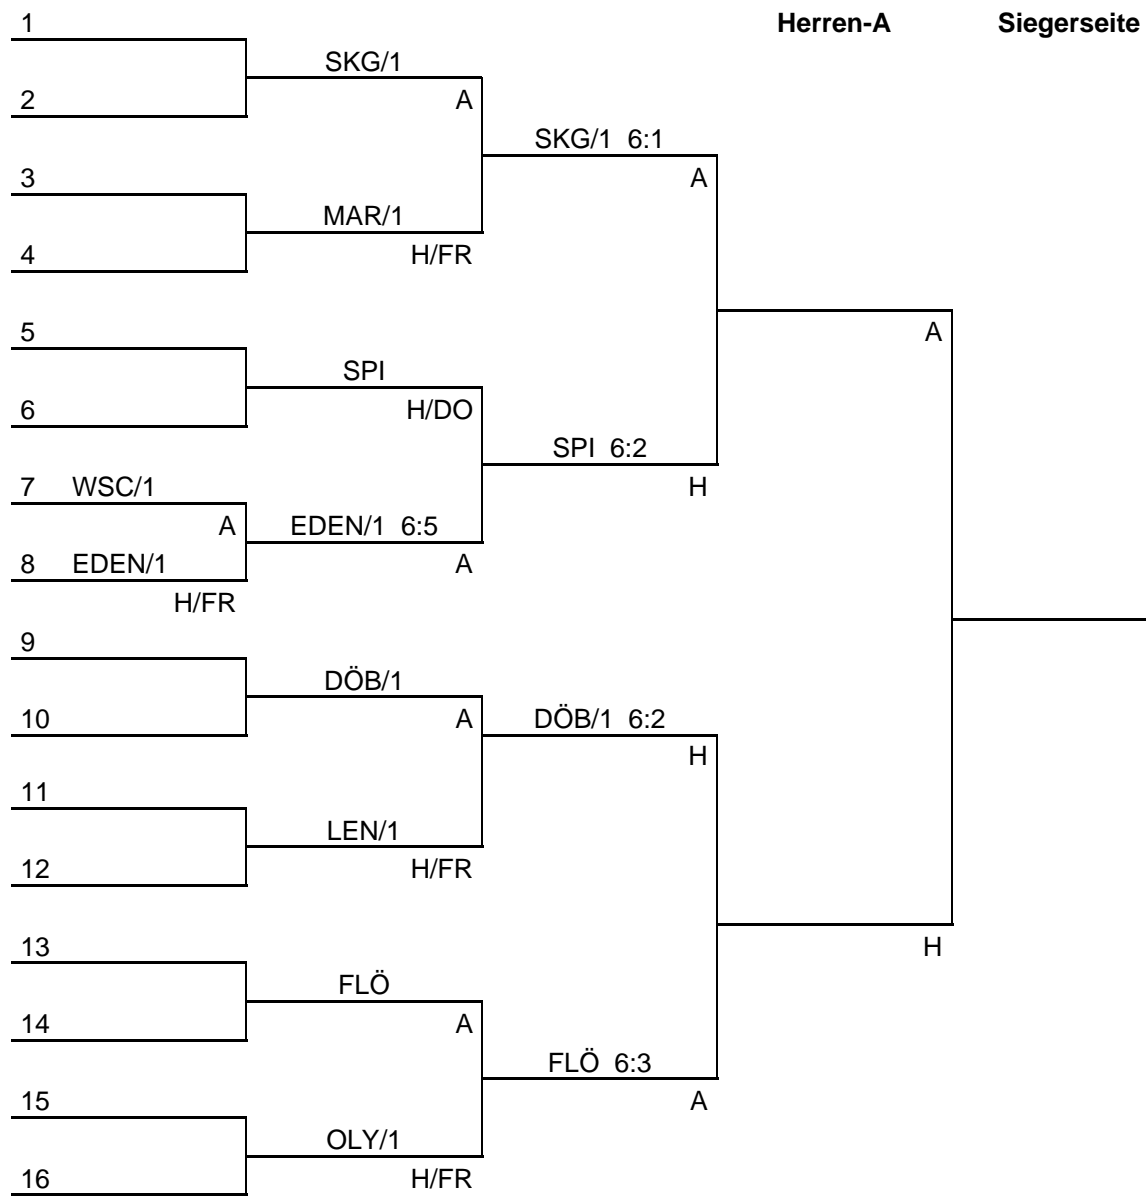 1 Herren-A Siegerseite
SKG/1
2 A
SKG/1 6:1
3 A
MAR/1
4 H/FR
5 A
SPI
6 H/DO
SPI 6:2
7 WSC/1 H
A EDEN/1 6:5
8 EDEN/1 A
H/FR
9
DÖB/1
10 A DÖB/1 6:2
H
11
LEN/1
12 H/FR
13 H
FLÖ
14 A
FLÖ 6:3
15 A
OLY/1
16 H/FR